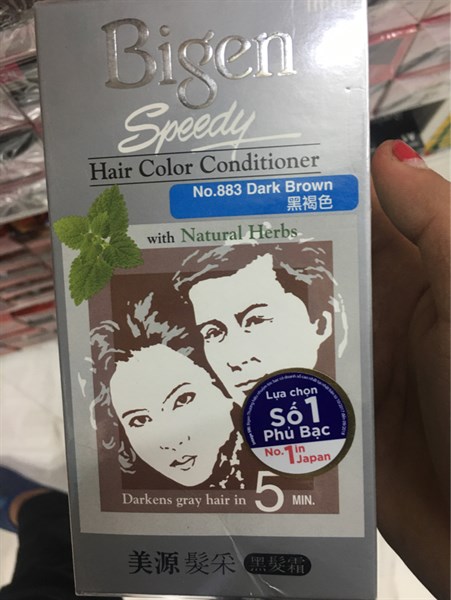 Bigen
Speedy
Hair Color Conditioner
No.883 Dark Brown
黑褐色
with Natural Herbs
Lựa chọn
Số 1
Phủ Bạc
No.1 in
Japan
Darkens gray hair in 5 MIN.
美源髮采 黑髮霜